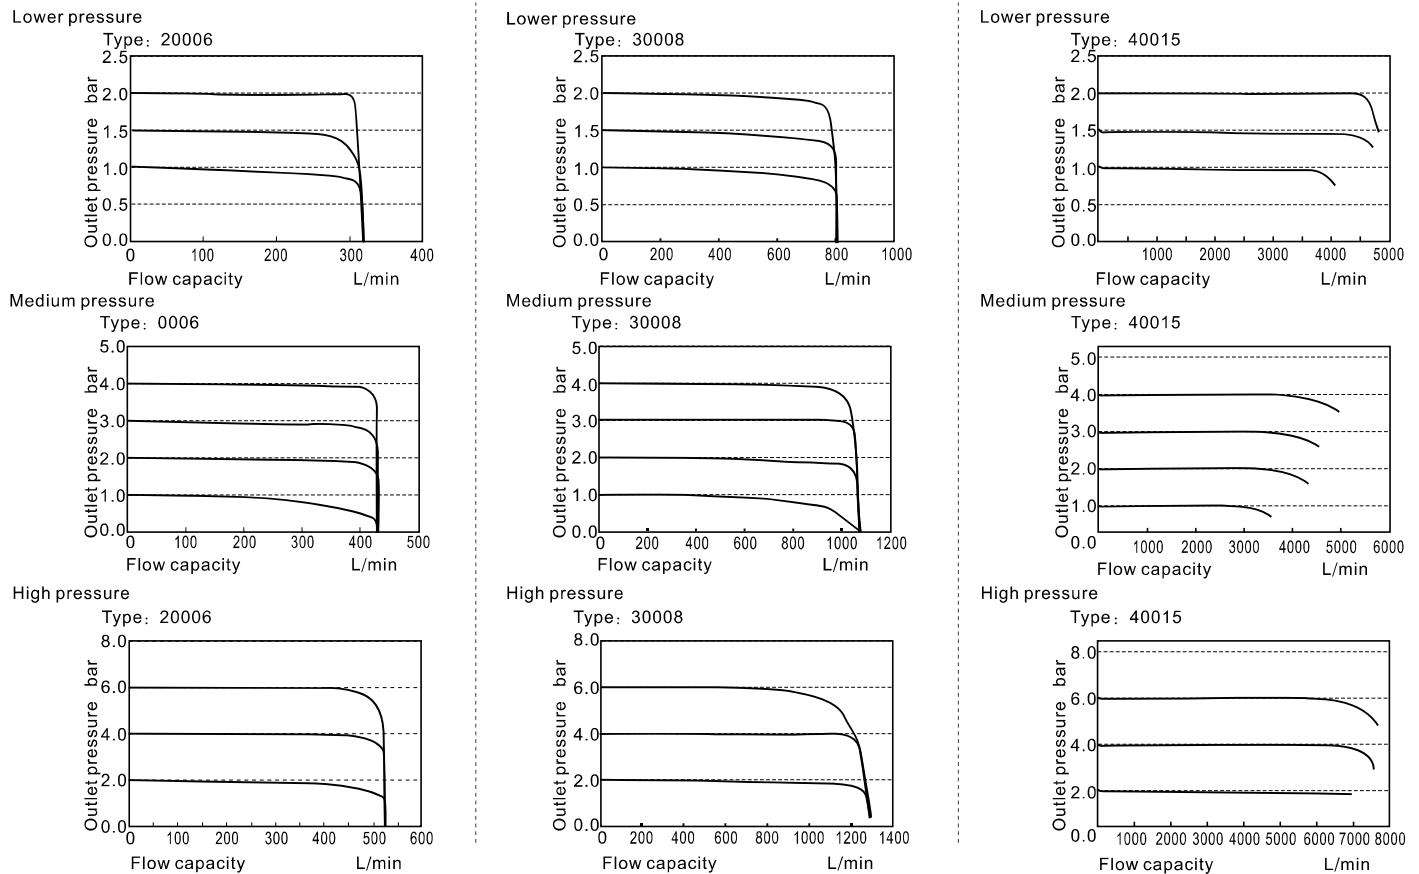 Lower pressure
Type: 20006
Outlet pressure bar
2.5
2.0
1.5
1.0
0.5
0.0
0 100 200 300 400
Flow capacity L/min
Lower pressure
Type: 30008
Outlet pressure bar
2.5
2.0
1.5
1.0
0.5
0.0
0 200 400 600 800 1000
Flow capacity L/min
Lower pressure
Type: 40015
Outlet pressure bar
2.5
2.0
1.5
1.0
0.5
0.0
1000 2000 3000 4000 5000
Flow capacity L/min
Medium pressure
Type: 0006
Outlet pressure bar
5.0
4.0
3.0
2.0
1.0
0.0
0 100 200 300 400 500
Flow capacity L/min
Medium pressure
Type: 30008
Outlet pressure bar
5.0
4.0
3.0
2.0
1.0
0.0
0 200 400 600 800 1000 1200
Flow capacity L/min
Medium pressure
Type: 40015
Outlet pressure bar
5.0
4.0
3.0
2.0
1.0
0.0
1000 2000 3000 4000 5000 6000
Flow capacity L/min
High pressure
Type: 20006
Outlet pressure bar
8.0
6.0
4.0
2.0
0.0
0 100 200 300 400 500 600
Flow capacity L/min
High pressure
Type: 30008
Outlet pressure bar
8.0
6.0
4.0
2.0
0.0
0 200 400 600 800 1000 1200 1400
Flow capacity L/min
High pressure
Type: 40015
Outlet pressure bar
8.0
6.0
4.0
2.0
0.0
1000 2000 3000 4000 5000 6000 7000 8000
Flow capacity L/min